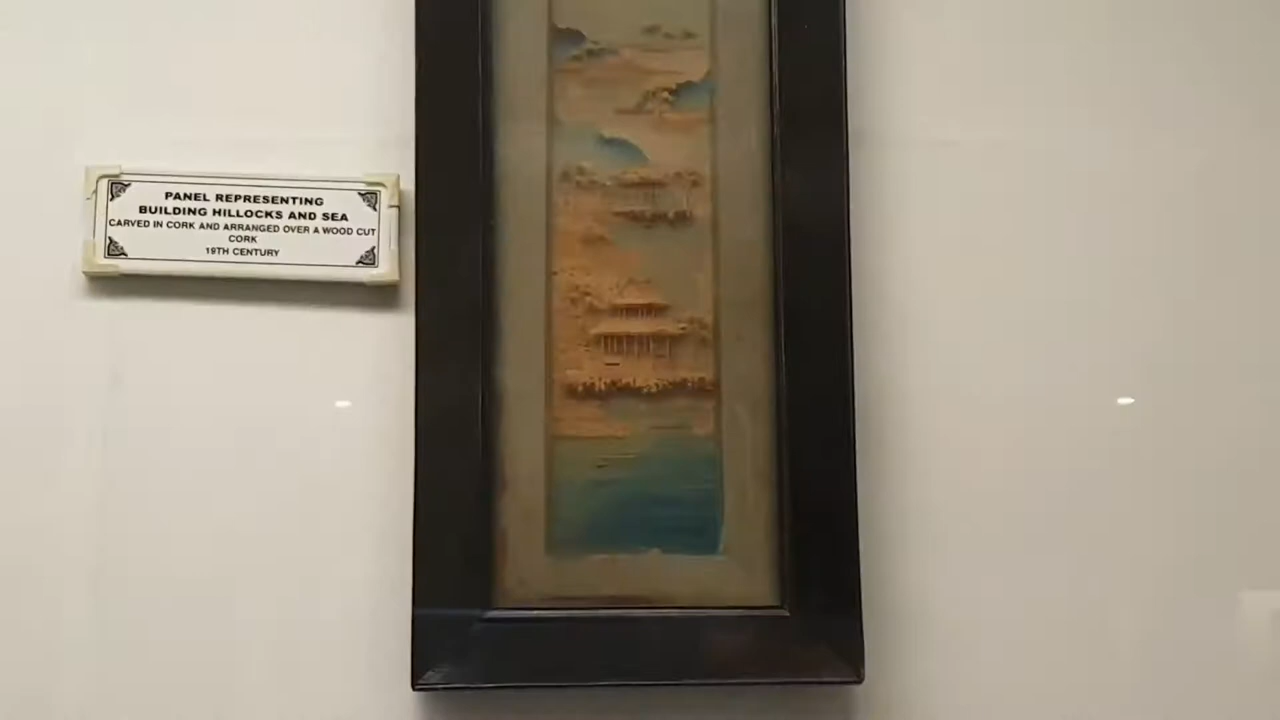 PANEL REPRESENTING
BUILDING HILLOCKS AND SEA
CARVED IN CORK AND ARRANGED OVER A WOOD CUT
CORK
19TH CENTURY